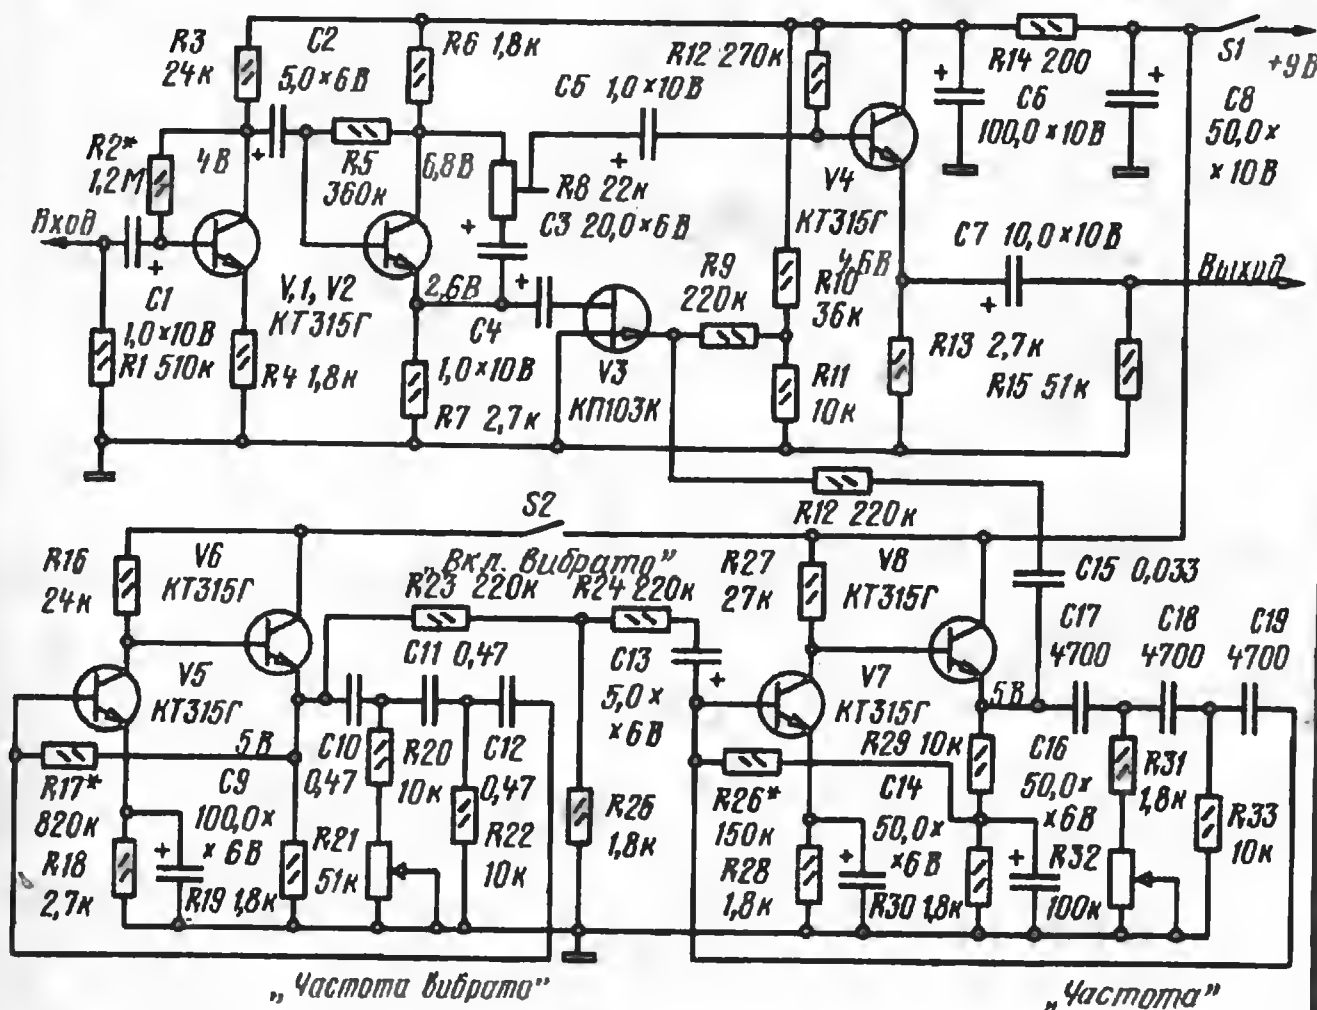 R3
24к
C2
5,0×6В
R6 1,8к
R12 270к
R14 200
S1
+9В
C5 1,0×10В
C6
100,0×10В
C8
50,0×
×10В
R2*
1,2М
4В
R5
360к
6,8В
R8 22к
V4
КТ315Г
Вход
C3 20,0×6В
C7 10,0×10В
4,6В
Выход
C1
1,0×10В
V1, V2
КТ315Г
2,6В
R9
220к
R10
36к
R1 510к
R4 1,8к
C4
1,0×10В
V3
КП103К
R11
10к
R13 2,7к
R15 51к
R7 2,7к
R12 220к
S2
„Вкл. вибрато”
R16
24к
V6
КТ315Г
R23 220к
R24 220к
R27
27к
V8
КТ315Г
C15 0,033
C17
4700
C18
4700
C19
4700
C11 0,47
C13
5,0×
×6В
V5
КТ315Г
V7
КТ315Г
5В
5В
R17*
820к
C9
100,0×
×6В
C10
0,47
R20
10к
C12
0,47
R26*
150к
C14
50,0×
×6В
R29 10к
C16
50,0×
×6В
R31
1,8к
R33
10к
R18
2,7к
R19 1,8к
R21
51к
R22
10к
R26
1,8к
R28
1,8к
R30 1,8к
R32
100к
„Частота вибрато”
„Частота”